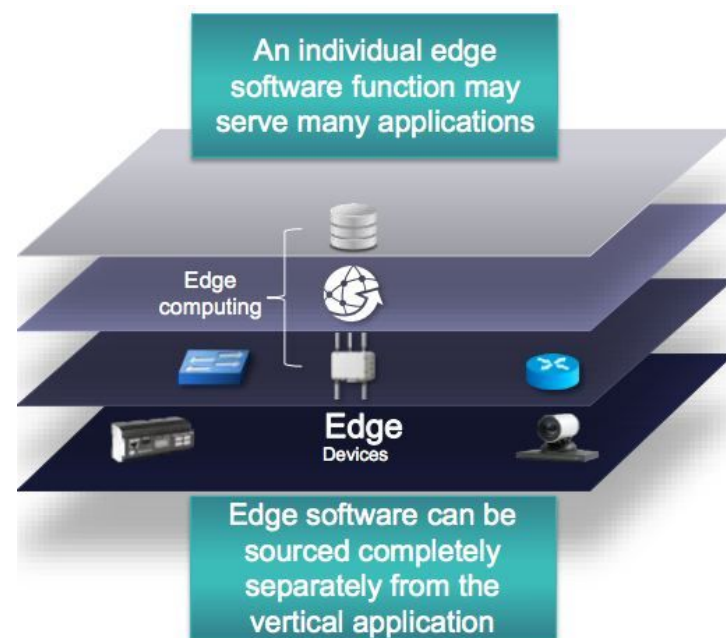 An individual edge
software function may
serve many applications
Edge
computing
Edge
Devices
Edge software can be
sourced completely
separately from the
vertical application